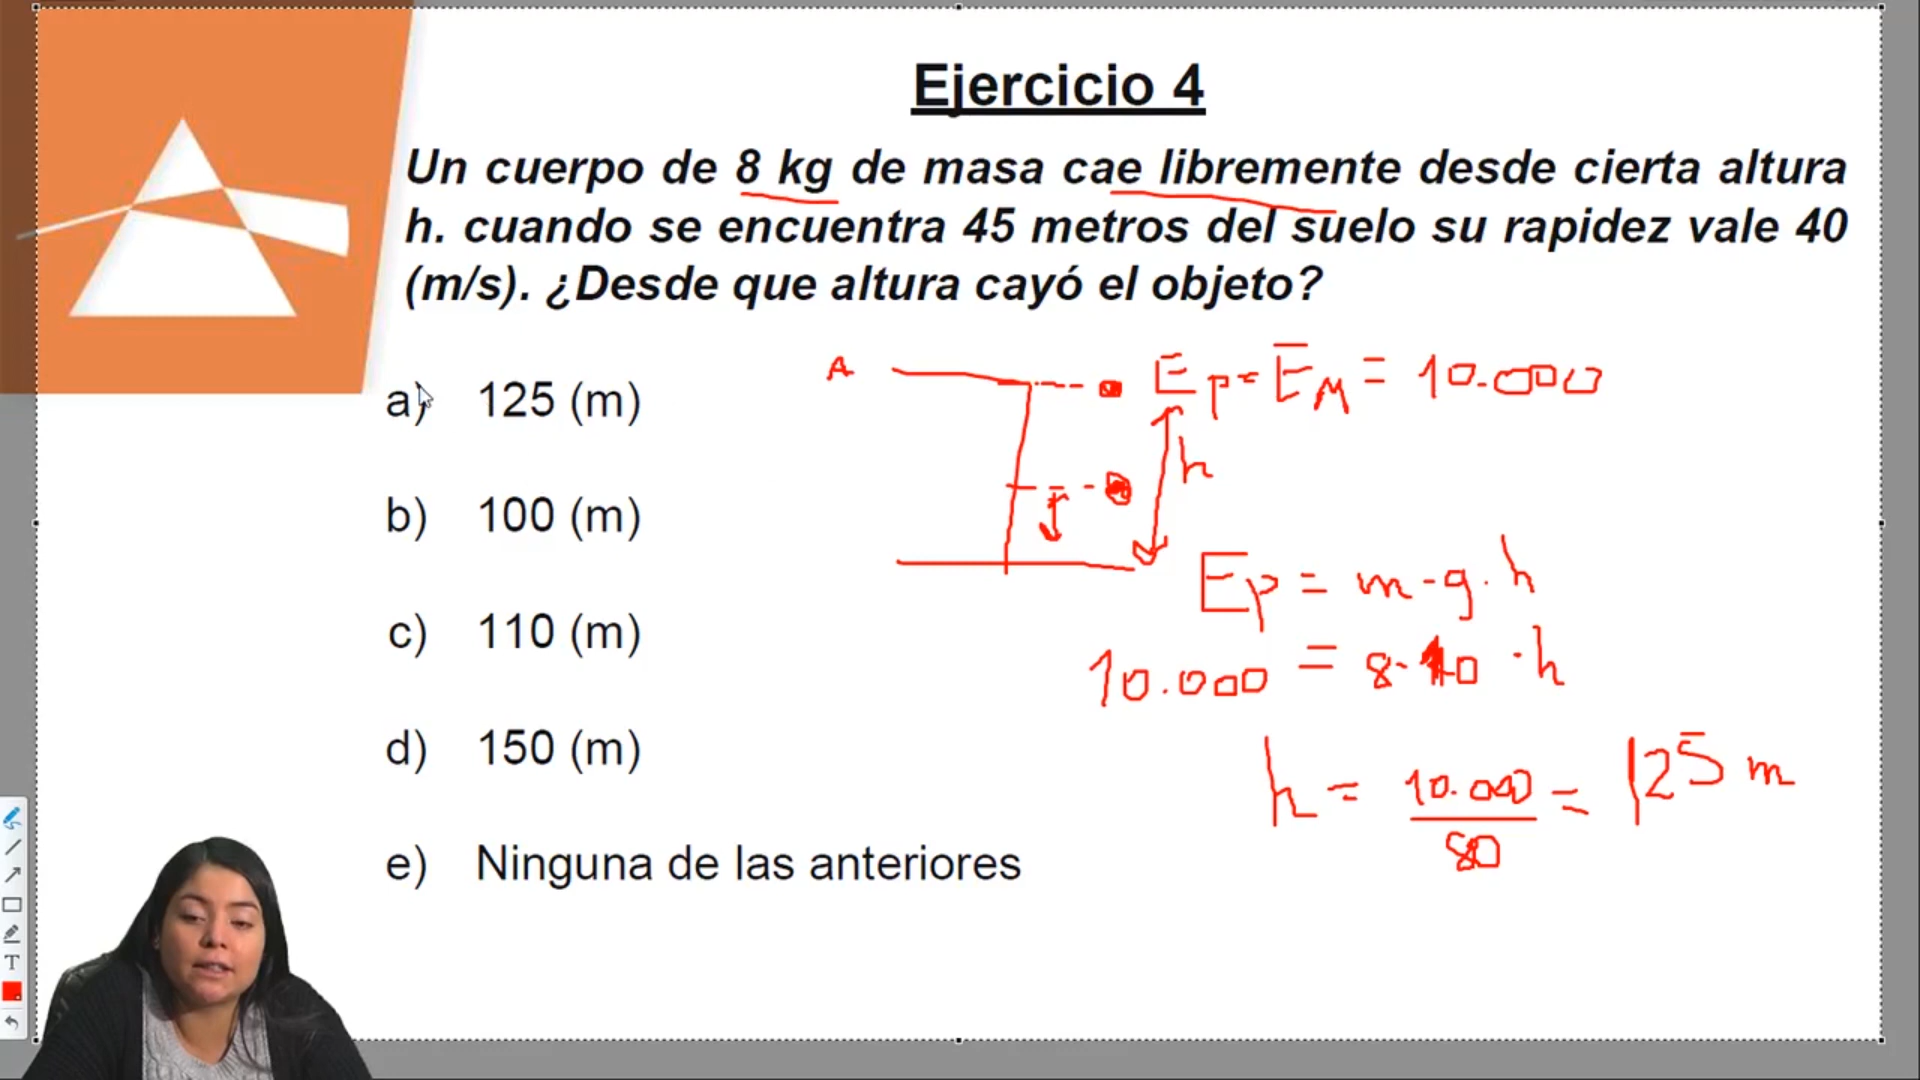 Ejercicio 4
Un cuerpo de 8 kg de masa cae libremente desde cierta altura
h. cuando se encuentra 45 metros del suelo su rapidez vale 40
(m/s). ¿Desde que altura cayó el objeto?
a) 125 (m)
b) 100 (m)
c) 110 (m)
d) 150 (m)
e) Ninguna de las anteriores
A
Ep = EM = 10.000
h
Ep = m · g · h
10.000 = 8 · 10 · h
h = 10.000 = 125 m
80
T